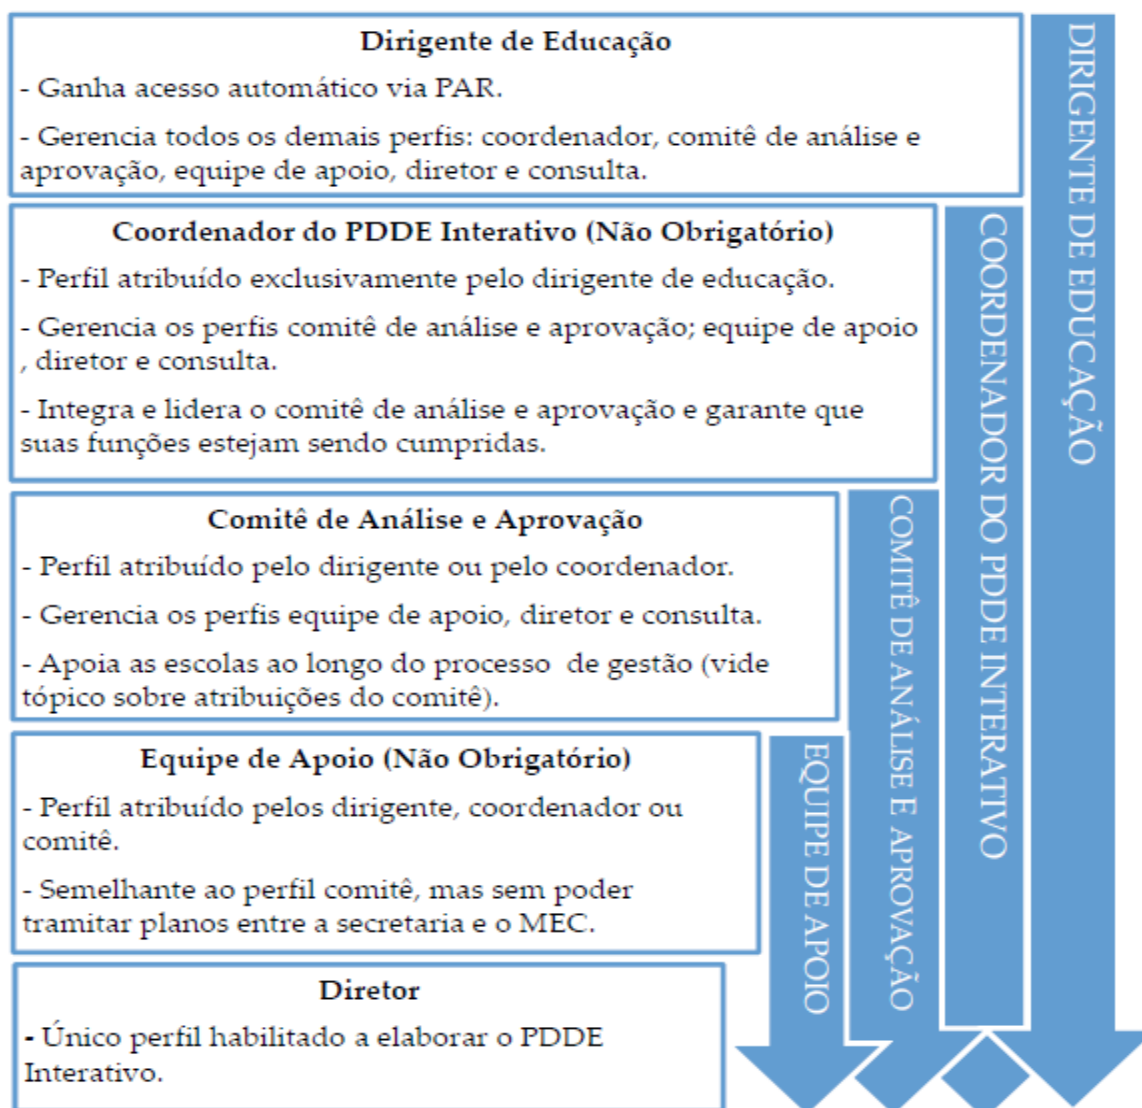 Dirigente de Educação
- Ganha acesso automático via PAR.
- Gerencia todos os demais perfis: coordenador, comitê de análise e
aprovação, equipe de apoio, diretor e consulta.
Coordenador do PDDE Interativo (Não Obrigatório)
- Perfil atribuído exclusivamente pelo dirigente de educação.
- Gerencia os perfis comitê de análise e aprovação; equipe de apoio
, diretor e consulta.
- Integra e lidera o comitê de análise e aprovação e garante que
suas funções estejam sendo cumpridas.
Comitê de Análise e Aprovação
- Perfil atribuído pelo dirigente ou pelo coordenador.
- Gerencia os perfis equipe de apoio, diretor e consulta.
- Apoia as escolas ao longo do processo de gestão (vide
tópico sobre atribuições do comitê).
Equipe de Apoio (Não Obrigatório)
- Perfil atribuído pelos dirigente, coordenador ou
comitê.
- Semelhante ao perfil comitê, mas sem poder
tramitar planos entre a secretaria e o MEC.
Diretor
- Único perfil habilitado a elaborar o PDDE
Interativo.
EQUIPE DE APOIO
COMITÊ DE ANÁLISE E APROVAÇÃO
COORDENADOR DO PDDE INTERATIVO
DIRIGENTE DE EDUCAÇÃO